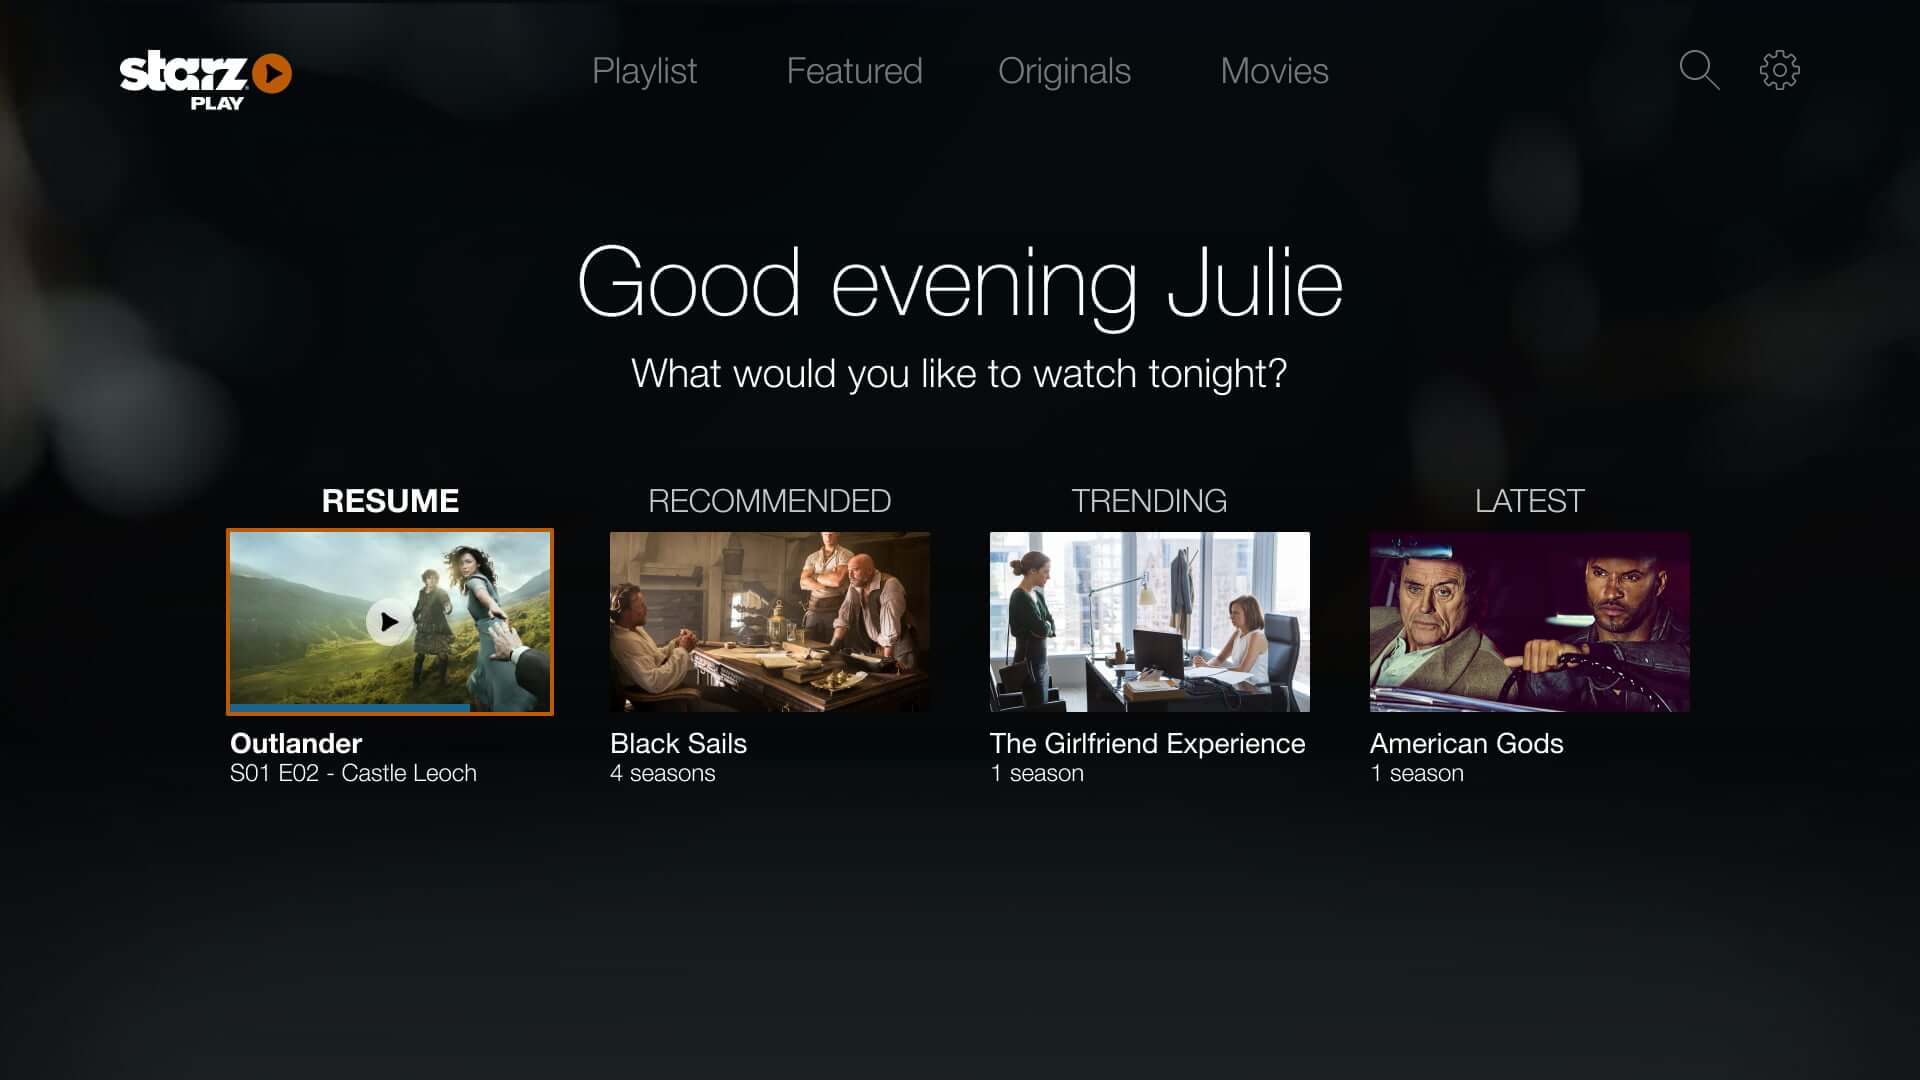 starz
PLAY
Playlist
Featured
Originals
Movies
Good evening Julie
What would you like to watch tonight?
RESUME
RECOMMENDED
TRENDING
LATEST
Outlander
S01 E02 - Castle Leoch
Black Sails
4 seasons
The Girlfriend Experience
1 season
American Gods
1 season